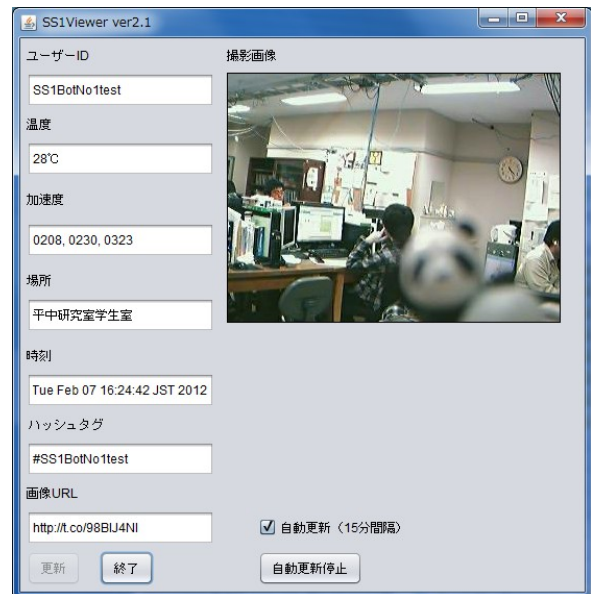 SS1Viewer ver2.1
ユーザーID
SS1BotNo1test
温度
28℃
加速度
0208, 0230, 0323
場所
平中研究室学生室
時刻
Tue Feb 07 16:24:42 JST 2012
ハッシュタグ
#SS1BotNo1test
画像URL
http://t.co/98BIJ4NI
更新
終了
撮影画像
自動更新（15分間隔）
自動更新停止